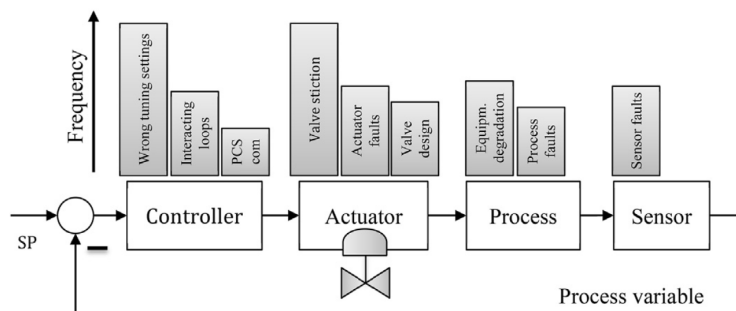 Frequency
Wrong tuning settings
Interacting
loops
PCS
com
Valve stiction
Actuator
faults
Valve
design
Equipm.
degradation
Process
faults
Sensor faults
SP
Controller
Actuator
Process
Sensor
Process variable